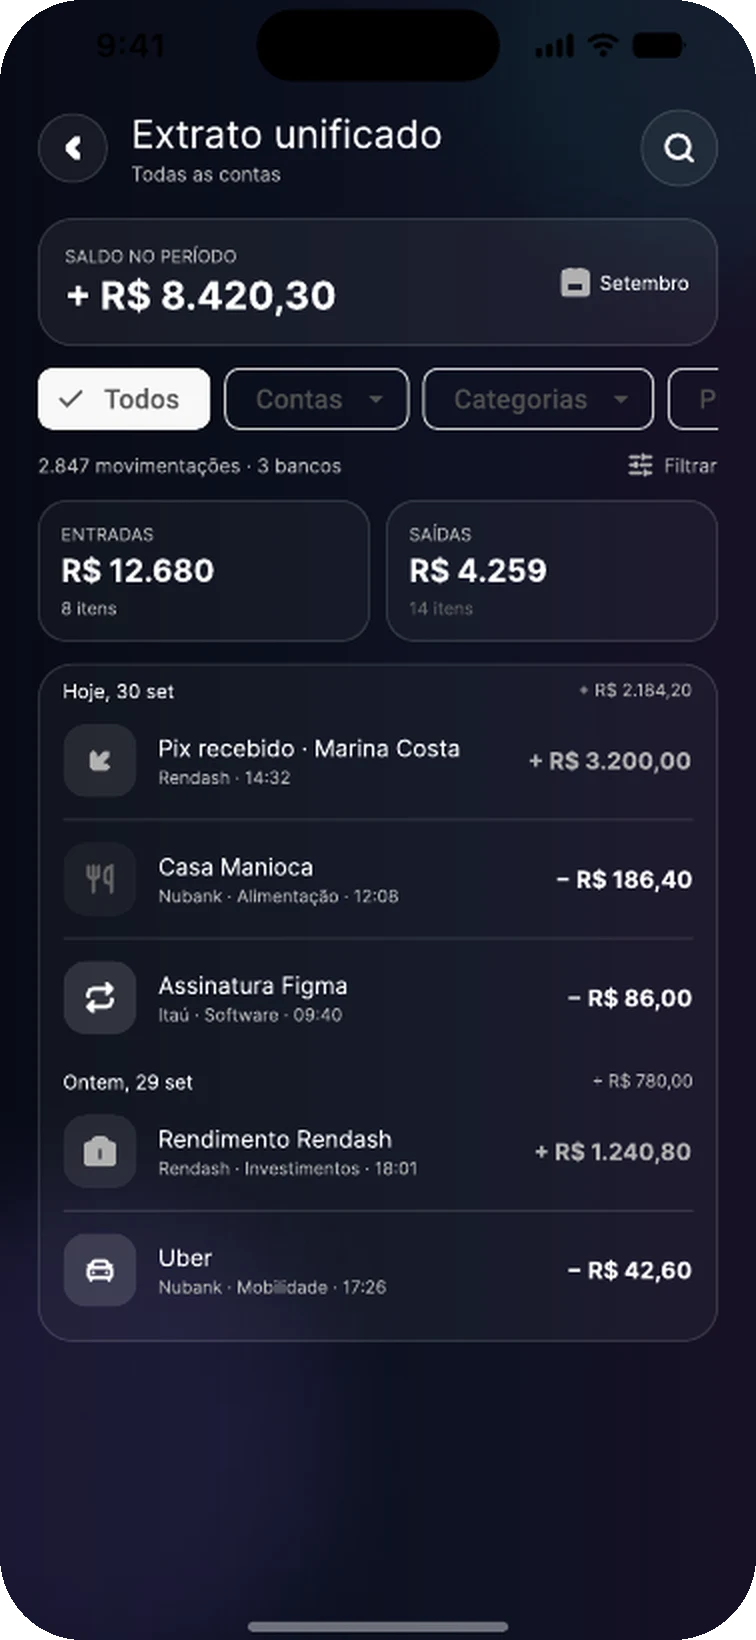 9:41
Extrato unificado
Todas as contas
SALDO NO PERÍODO
+ R$ 8.420,30
Setembro
Todos
Contas
Categorias
P
2.847 movimentações · 3 bancos
Filtrar
ENTRADAS
R$ 12.680
8 itens
SAÍDAS
R$ 4.259
14 itens
Hoje, 30 set
+ R$ 2.184,20
Pix recebido · Marina Costa
+ R$ 3.200,00
Rendash · 14:32
Casa Manioca
− R$ 186,40
Nubank · Alimentação · 12:08
Assinatura Figma
− R$ 86,00
Itaú · Software · 09:40
Ontem, 29 set
+ R$ 780,00
Rendimento Rendash
+ R$ 1.240,80
Rendash · Investimentos · 18:01
Uber
− R$ 42,60
Nubank · Mobilidade · 17:26